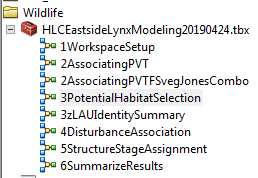 Wildlife
HLCEastsideLynxModeling20190424.tbx
1WorkspaceSetup
2AssociatingPVT
2AssociatingPVTFSvegJonesCombo
3PotentialHabitatSelection
3zLAUIdentitySummary
4DisturbanceAssociation
5StructureStageAssignment
6SummarizeResults